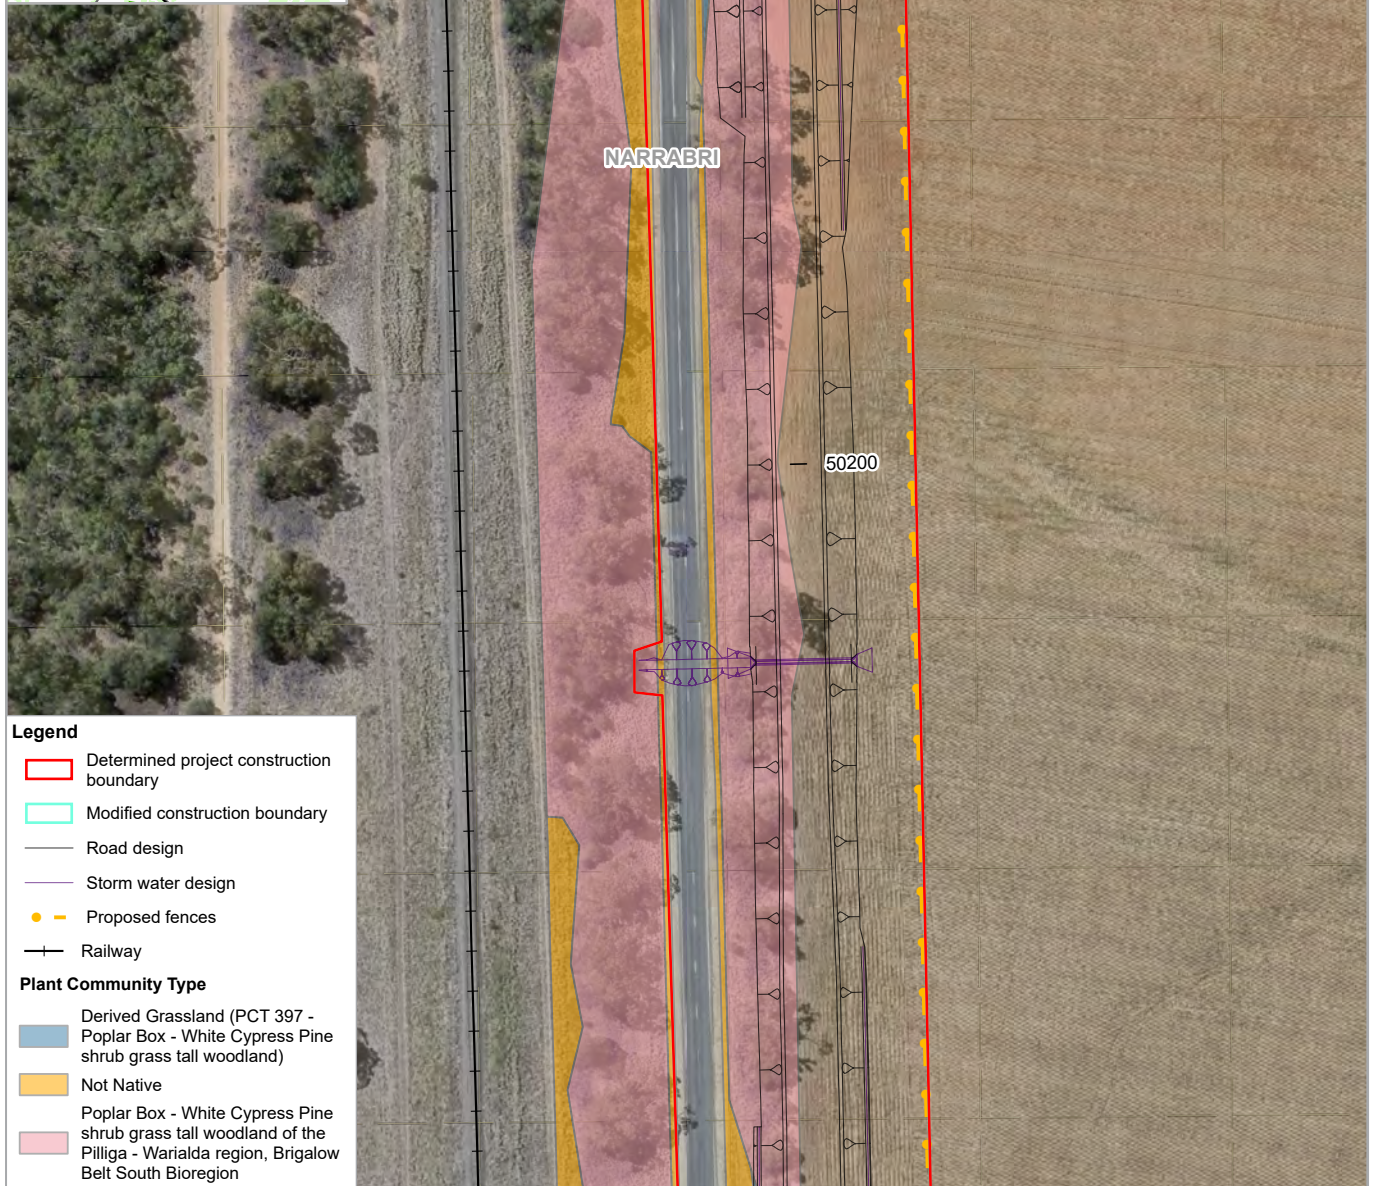 NARRABRI
50200
Legend
Determined project construction
boundary
Modified construction boundary
Road design
Storm water design
Proposed fences
Railway
Plant Community Type
Derived Grassland (PCT 397 -
Poplar Box - White Cypress Pine
shrub grass tall woodland)
Not Native
Poplar Box - White Cypress Pine
shrub grass tall woodland of the
Pilliga - Warialda region, Brigalow
Belt South Bioregion